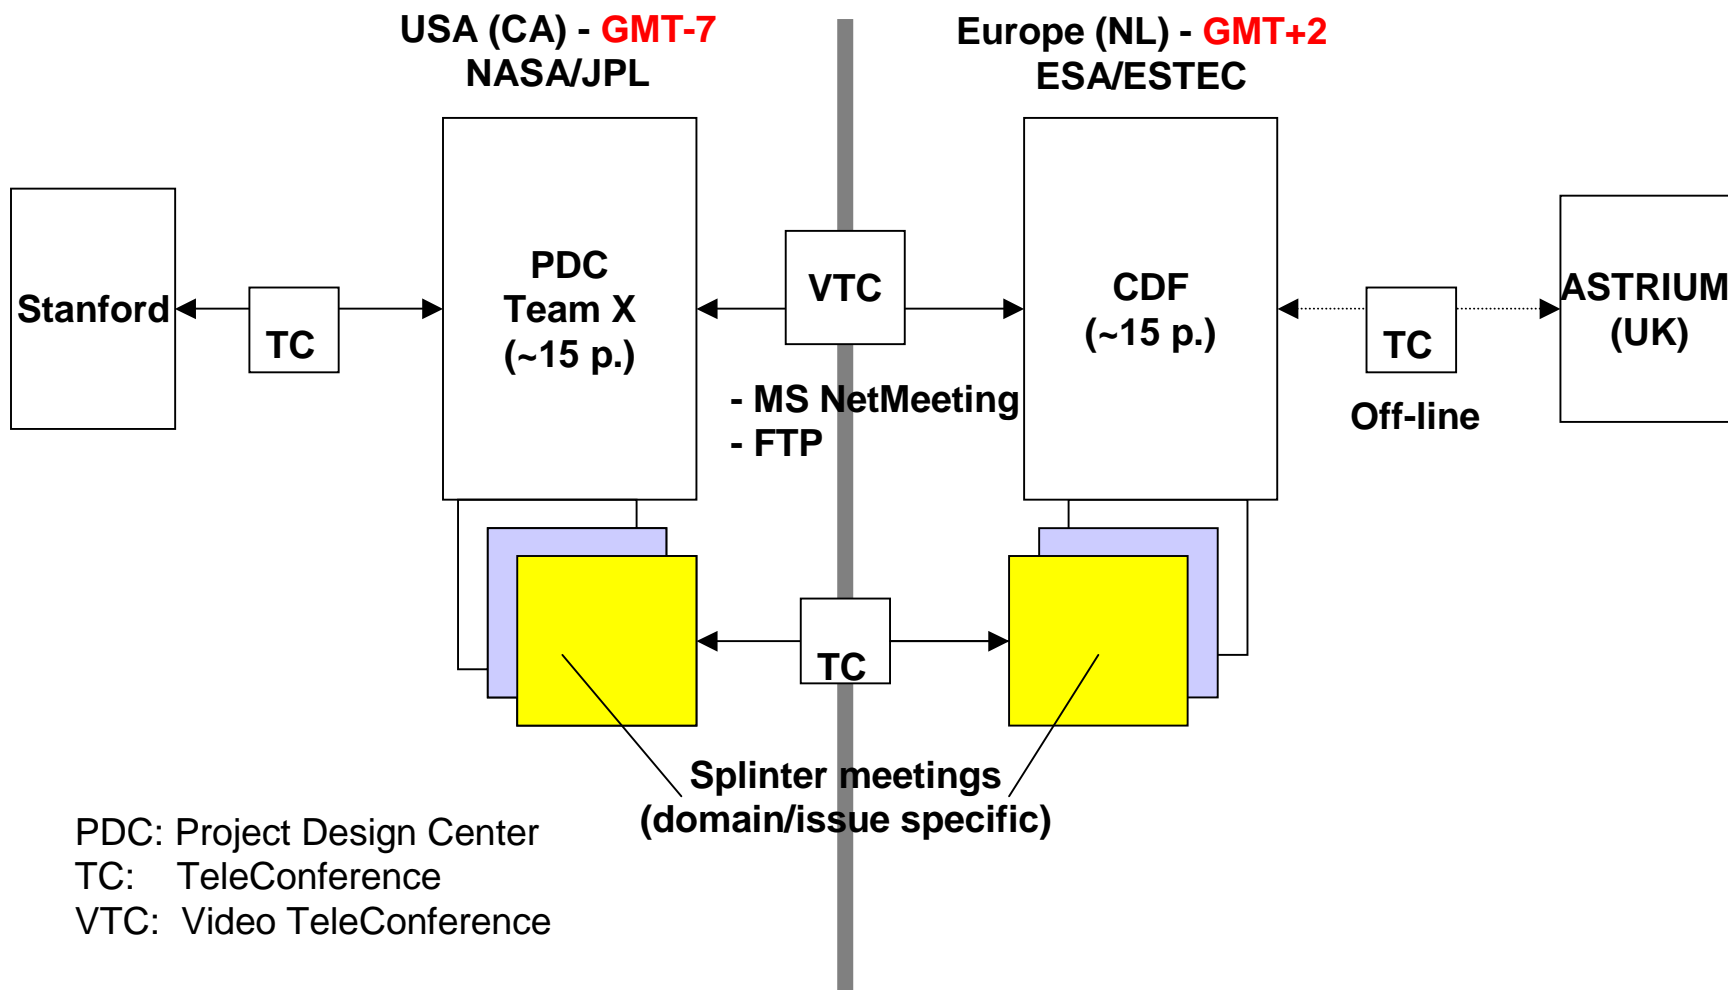 USA (CA) - GMT-7
NASA/JPL
Europe (NL) - GMT+2
ESA/ESTEC
Stanford
TC
PDC
Team X
(~15 p.)
VTC
- MS NetMeeting
- FTP
CDF
(~15 p.)
TC
Off-line
ASTRIUM
(UK)
TC
Splinter meetings
(domain/issue specific)
PDC: Project Design Center
TC: TeleConference
VTC: Video TeleConference